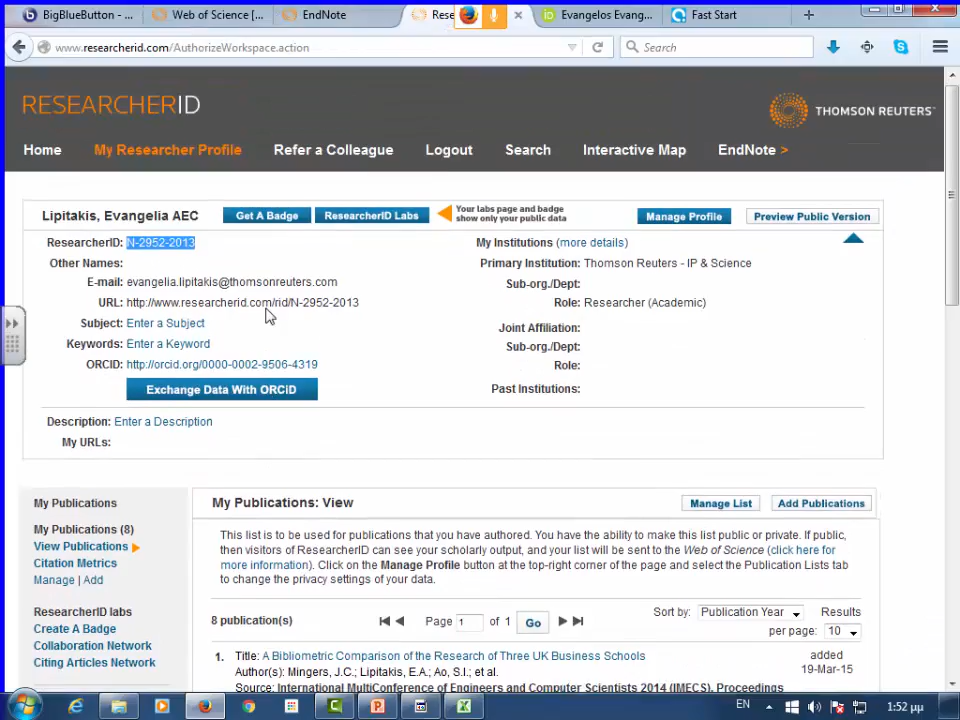 BigBlueButton - ...
Web of Science [...
EndNote
Rese
Evangelos Evang...
Fast Start
www.researcherid.com/AuthorizeWorkspace.action
Search
RESEARCHERID
THOMSON REUTERS
Home
My Researcher Profile
Refer a Colleague
Logout
Search
Interactive Map
EndNote >
Lipitakis, Evangelia AEC
Get A Badge
ResearcherID Labs
Your labs page and badge
show only your public data
Manage Profile
Preview Public Version
ResearcherID: N-2952-2013
Other Names:
E-mail: evangelia.lipitakis@thomsonreuters.com
URL: http://www.researcherid.com/rid/N-2952-2013
Subject: Enter a Subject
Keywords: Enter a Keyword
ORCID: http://orcid.org/0000-0002-9506-4319
Exchange Data With ORCiD
My Institutions (more details)
Primary Institution: Thomson Reuters - IP & Science
Sub-org./Dept:
Role: Researcher (Academic)
Joint Affiliation:
Sub-org./Dept:
Role:
Past Institutions:
Description: Enter a Description
My URLs:
My Publications
My Publications (8)
View Publications
Citation Metrics
Manage | Add
ResearcherID labs
Create A Badge
Collaboration Network
Citing Articles Network
My Publications: View
Manage List
Add Publications
This list is to be used for publications that you have authored. You have the ability to make this list public or private. If public,
then visitors of ResearcherID can see your scholarly output, and your list will be sent to the Web of Science (click here for
more information). Click on the Manage Profile button at the top-right corner of the page and select the Publication Lists tab
to change the privacy settings of your data.
8 publication(s)
Page 1 of 1 Go
Sort by: Publication Year
Results
per page: 10
1. Title: A Bibliometric Comparison of the Research of Three UK Business Schools
Author(s): Mingers, J.C.; Lipitakis, E.A.; Ao, S.I.; et al.
Source: International MultiConference of Engineers and Computer Scientists 2014 (IMECS), Proceedings
added
19-Mar-15
EN
1:52 μμ